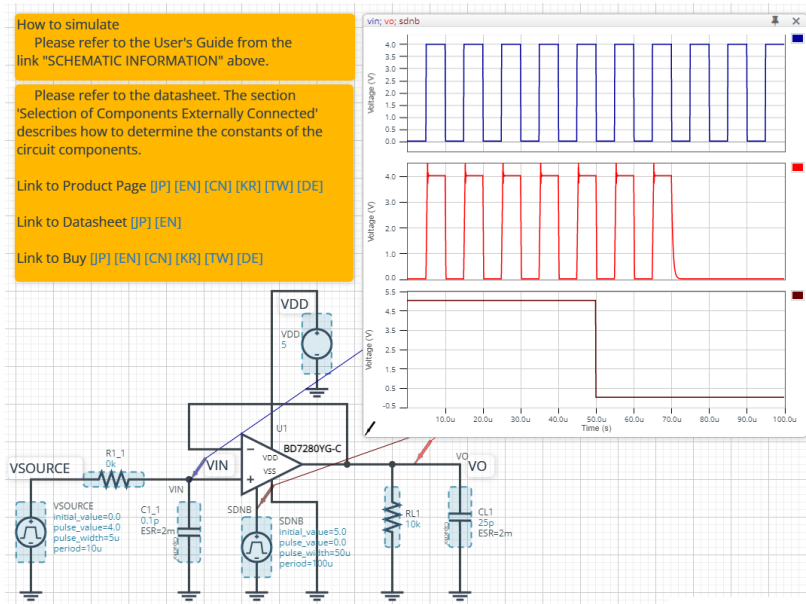 How to simulate
Please refer to the User's Guide from the
link "SCHEMATIC INFORMATION" above.
Please refer to the datasheet. The section
'Selection of Components Externally Connected'
describes how to determine the constants of the
circuit components.
Link to Product Page [JP] [EN] [CN] [KR] [TW] [DE]
Link to Datasheet [JP] [EN]
Link to Buy [JP] [EN] [CN] [KR] [TW] [DE]
vin; vo; sdnb
Voltage (V)
4.0
3.5
3.0
2.5
2.0
1.5
1.0
0.5
0.0
Voltage (V)
4.0
3.0
2.0
1.0
0.0
Voltage (V)
5.5
4.5
3.5
2.5
1.5
0.5
-0.5
10.0u 20.0u 30.0u 40.0u 50.0u 60.0u 70.0u 80.0u 90.0u 100.0u
Time (s)
VDD
VDD
5
U1
BD7280YG-C
VDD
VSS
VSOURCE
R1_1
0k
VIN
VIN
VO
VO
VSOURCE
initial_value=0.0
pulse_value=4.0
pulse_width=5u
period=10u
C1_1
0.1p
ESR=2m
SDNB
SDNB
initial_value=5.0
pulse_value=0.0
pulse_width=50u
period=100u
RL1
10k
CL1
25p
ESR=2m